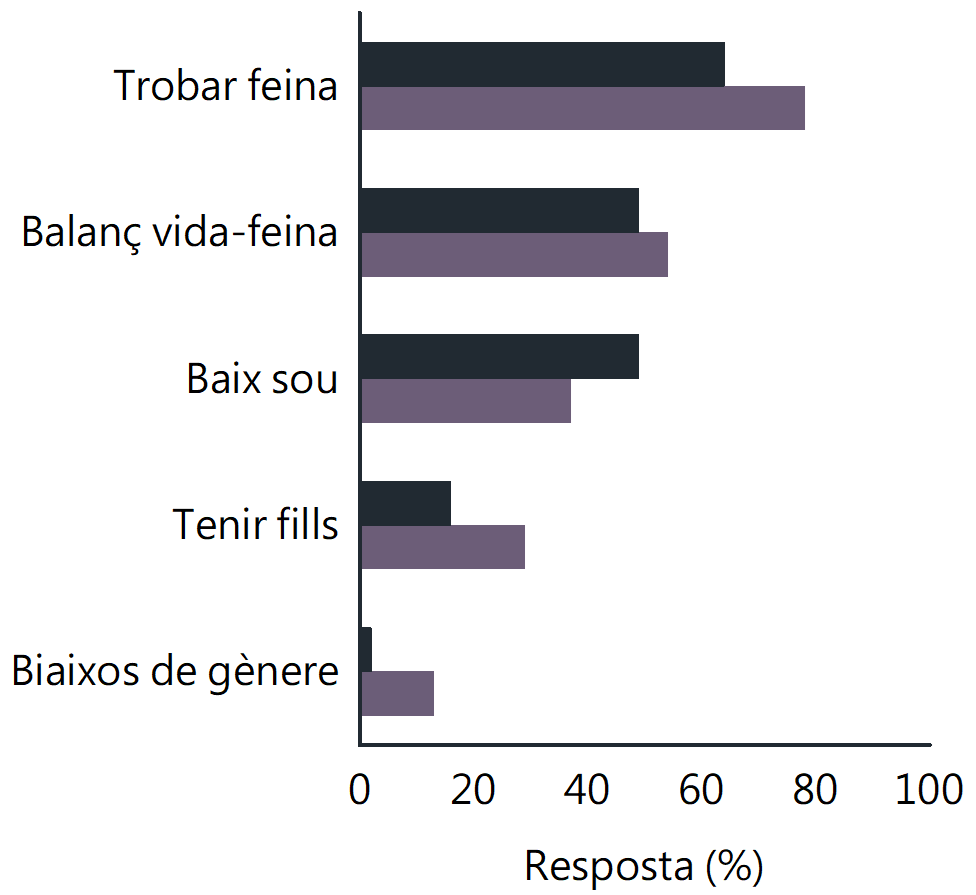 Trobar feina
Balanç vida-feina
Baix sou
Tenir fills
Biaixos de gènere
0 20 40 60 80 100
Resposta (%)